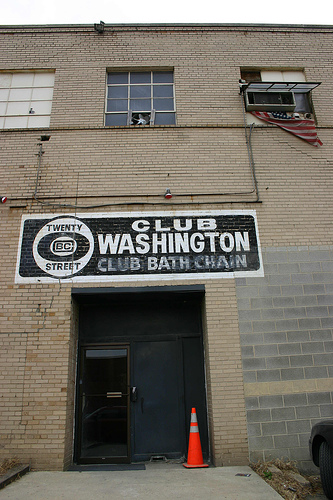 TWENTY
BC
STREET
CLUB
WASHINGTON
CLUB BATH CHAIN